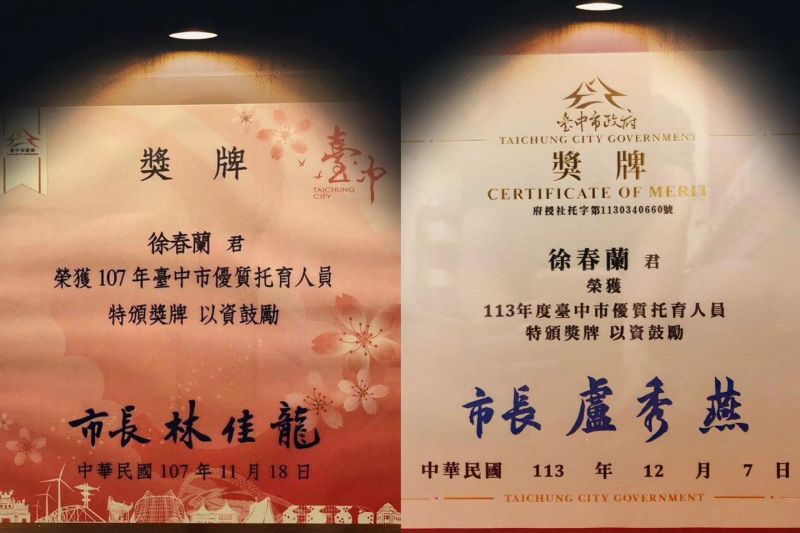 臺中市政府
獎牌
臺中
TAICHUNG
CITY
徐春蘭 君
榮獲 107 年臺中市優質托育人員
特頒獎牌 以資鼓勵
市長 林佳龍
中華民國 107 年 11 月 18 日
臺中市政府
TAICHUNG CITY GOVERNMENT
獎牌
CERTIFICATE OF MERIT
府授社托字第1130340660號
徐春蘭 君
榮獲
113年度臺中市優質托育人員
特頒獎牌 以資鼓勵
市長 盧秀燕
中華民國 113 年 12 月 7 日
TAICHUNG CITY GOVERNMENT